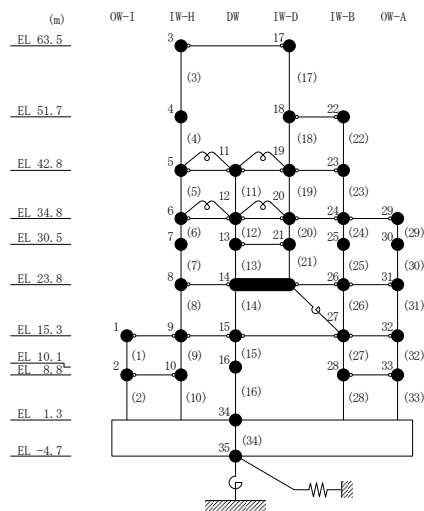 (m) OW-I IW-H DW IW-D IW-B OW-A
EL 63.5 3 17
(3) (17)
EL 51.7 4 18 22
(4) 11 (18) (22)
EL 42.8 5 19 23
(5) 12 (11) 20 (19) (23)
EL 34.8 6 24 29
(6) (12) (20) (24) (29)
EL 30.5 7 13 21 25 30
(7) (13) (21) (25) (30)
EL 23.8 8 14 26 31
(8) (14) (26) (31)
27
EL 15.3 1 9 15 32
(1) (9) (15) (27) (32)
EL 10.1 16
EL 8.8 2 10 28 33
(2) (10) (16) (28) (33)
EL 1.3 34
(34)
EL -4.7 35